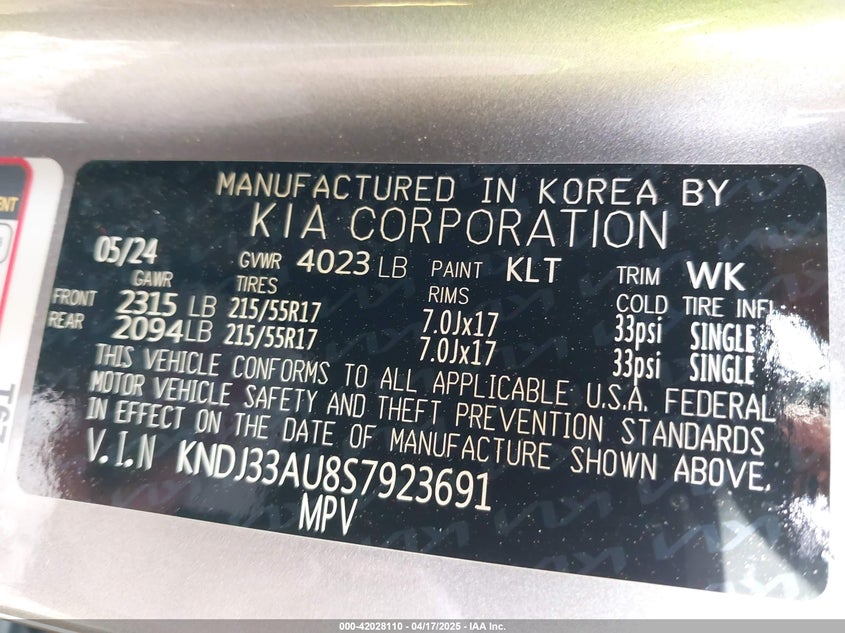 MANUFACTURED IN KOREA BY
KIA CORPORATION
05/24 GVWR 4023 LB PAINT KLT TRIM WK
GAWR TIRES RIMS COLD TIRE INFL:
FRONT 2315 LB 215/55R17 7.0Jx17 33psi SINGLE
REAR 2094LB 215/55R17 7.0Jx17 33psi SINGLE
THIS VEHICLE CONFORMS TO ALL APPLICABLE U.S.A. FEDERAL
MOTOR VEHICLE SAFETY AND THEFT PREVENTION STANDARDS
IN EFFECT ON THE DATE OF MANUFACTURE SHOWN ABOVE.
V.I.N KNDJ33AU8S7923691
MPV
000-42028110 - 04/17/2025 - IAA Inc.